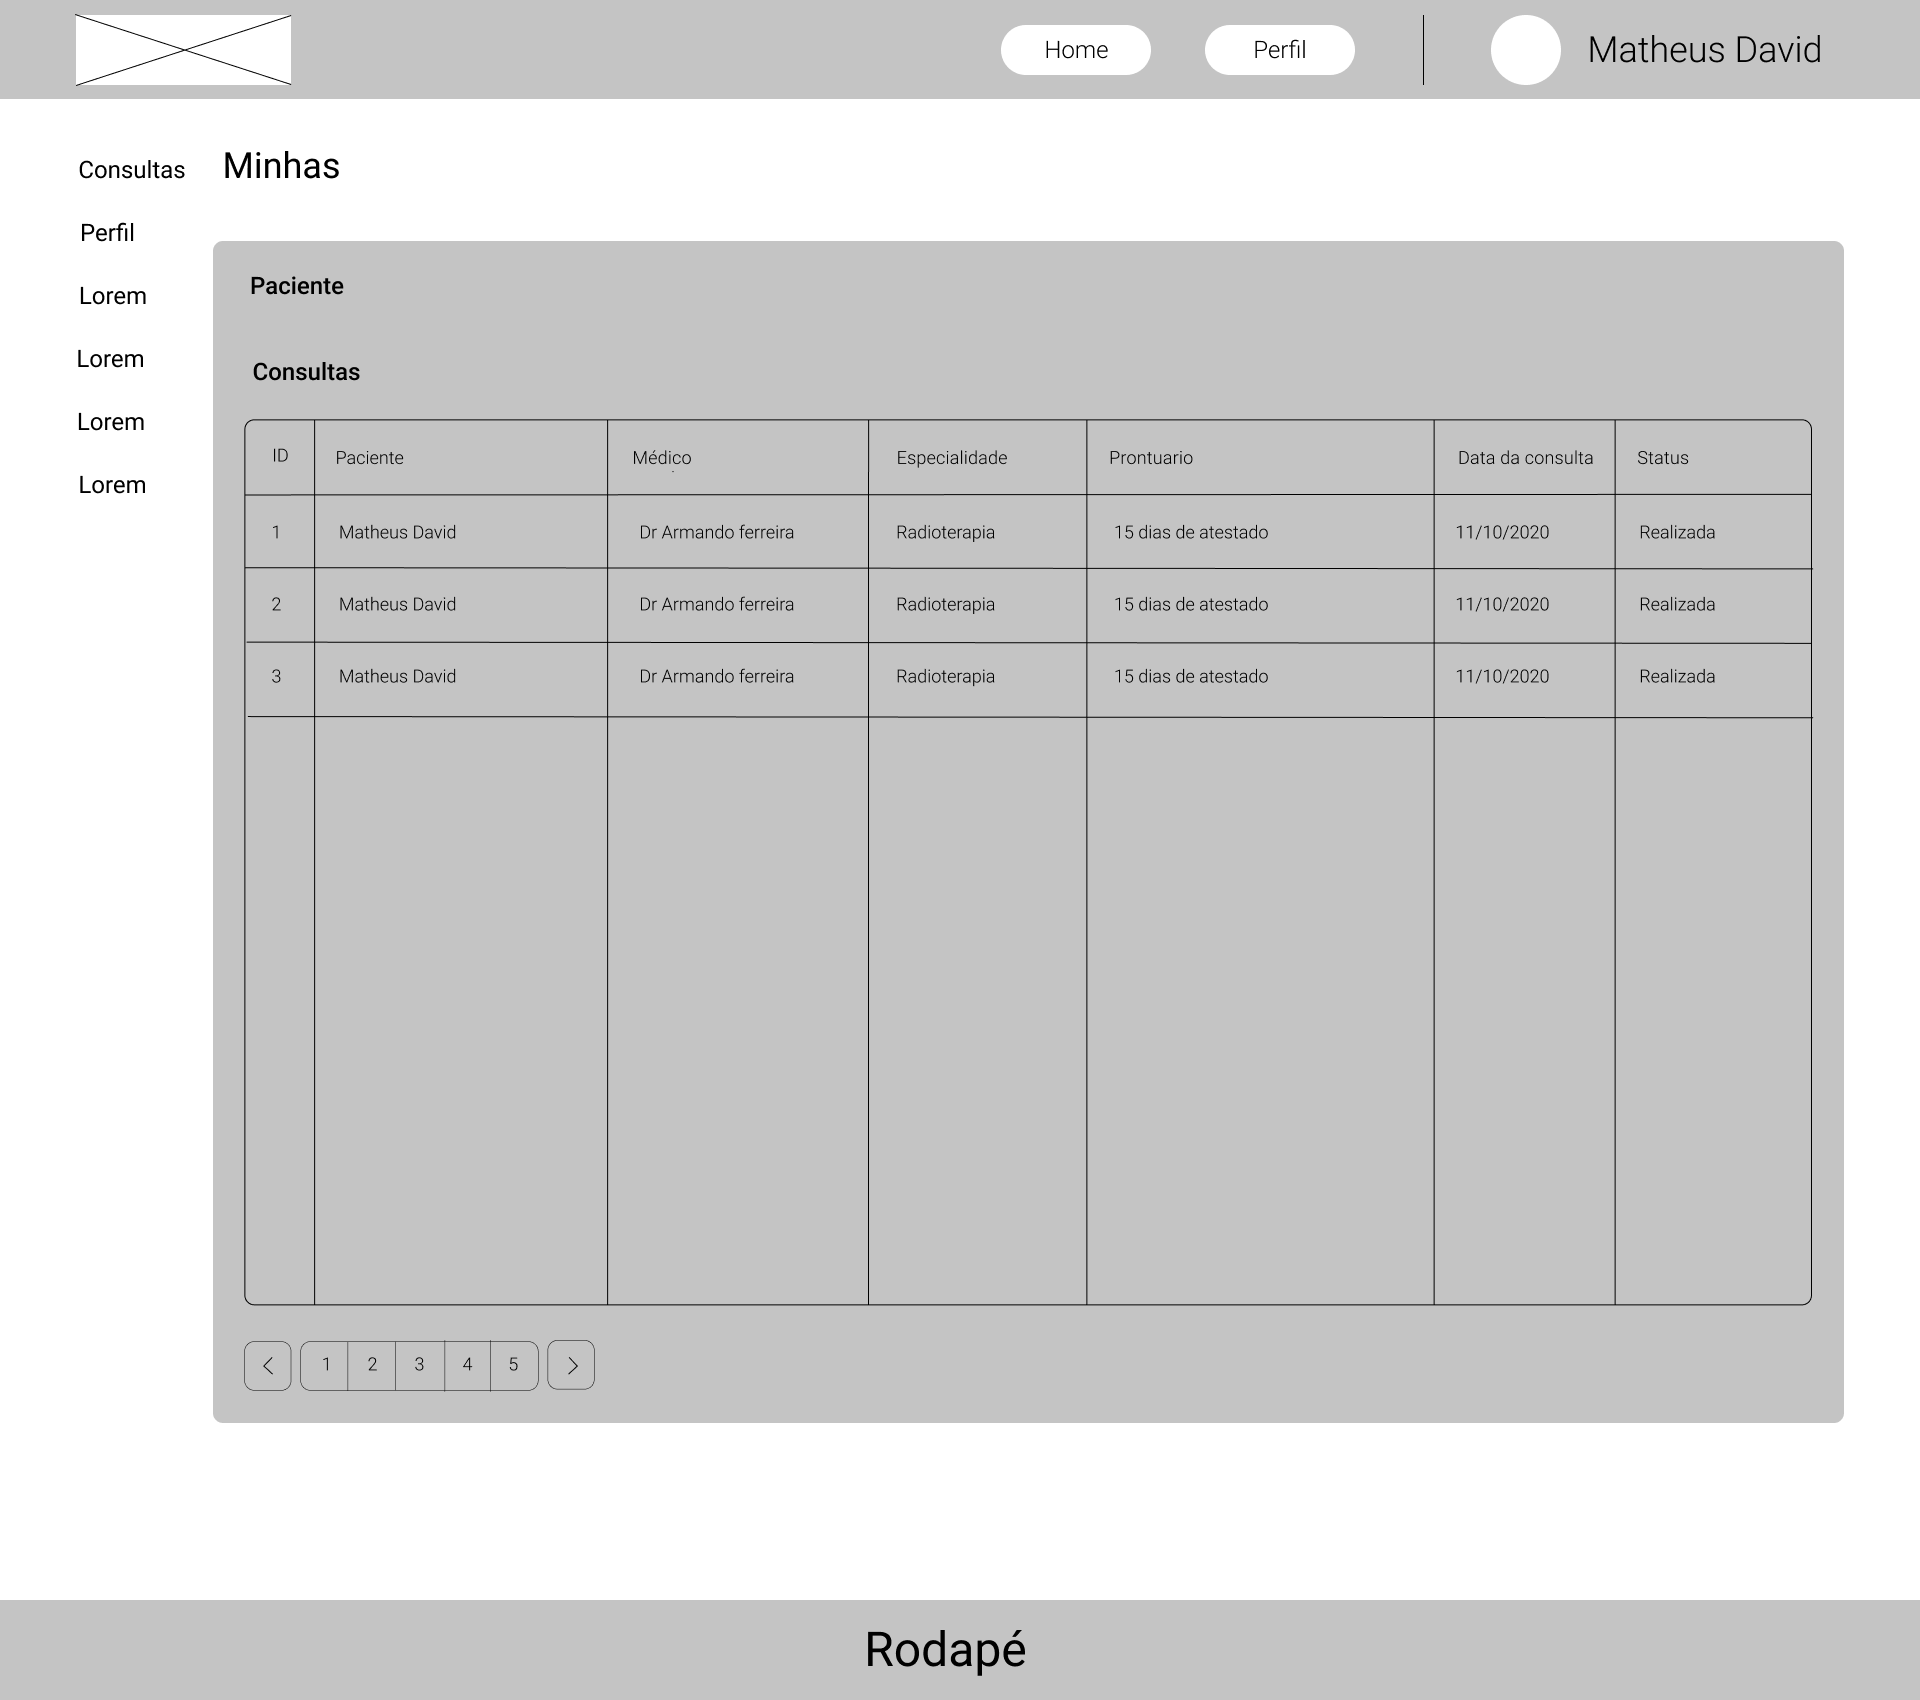 Home Perfil Matheus David
Consultas
Perfil
Lorem
Lorem
Lorem
Lorem
Minhas
Paciente
Consultas
ID Paciente Médico Especialidade Prontuario Data da consulta Status
1 Matheus David Dr Armando ferreira Radioterapia 15 dias de atestado 11/10/2020 Realizada
2 Matheus David Dr Armando ferreira Radioterapia 15 dias de atestado 11/10/2020 Realizada
3 Matheus David Dr Armando ferreira Radioterapia 15 dias de atestado 11/10/2020 Realizada
< 1 2 3 4 5 >
Rodapé